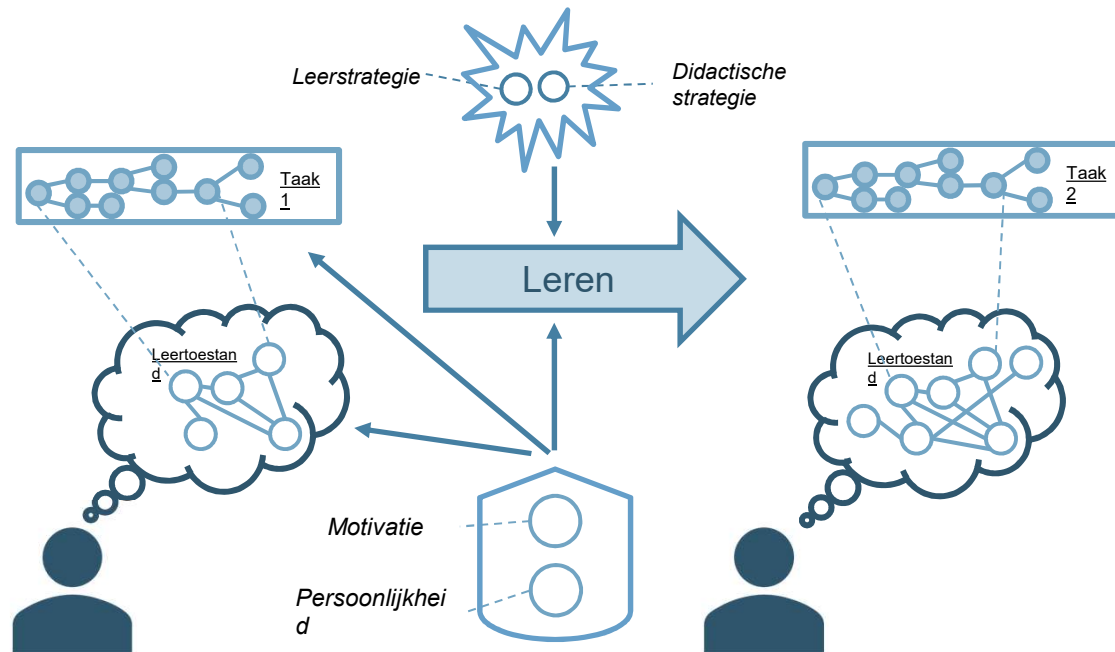 Leerstrategie
Didactische
strategie
Taak
1
Taak
2
Leren
Leertoestan
d
Leertoestan
d
Motivatie
Persoonlijkhei
d